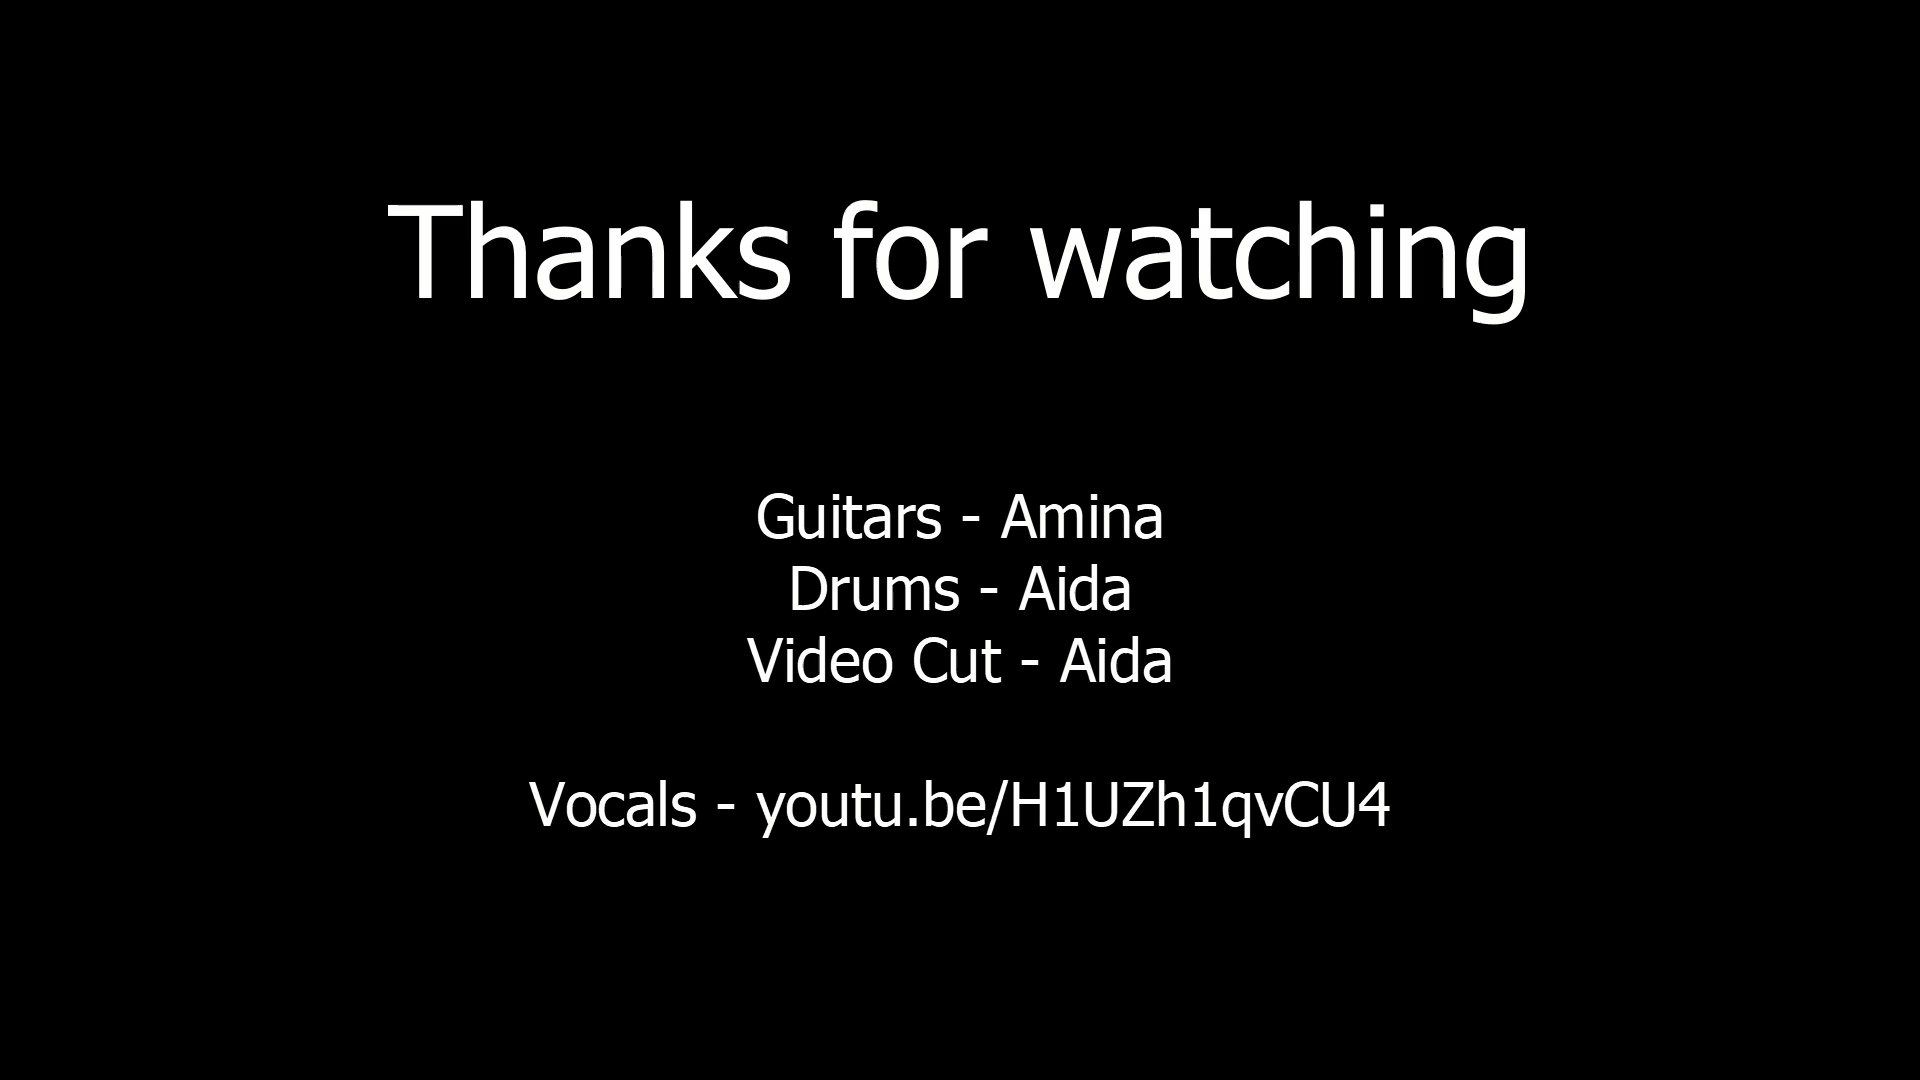 Thanks for watching
Guitars - Amina
Drums - Aida
Video Cut - Aida
Vocals - youtu.be/H1UZh1qvCU4